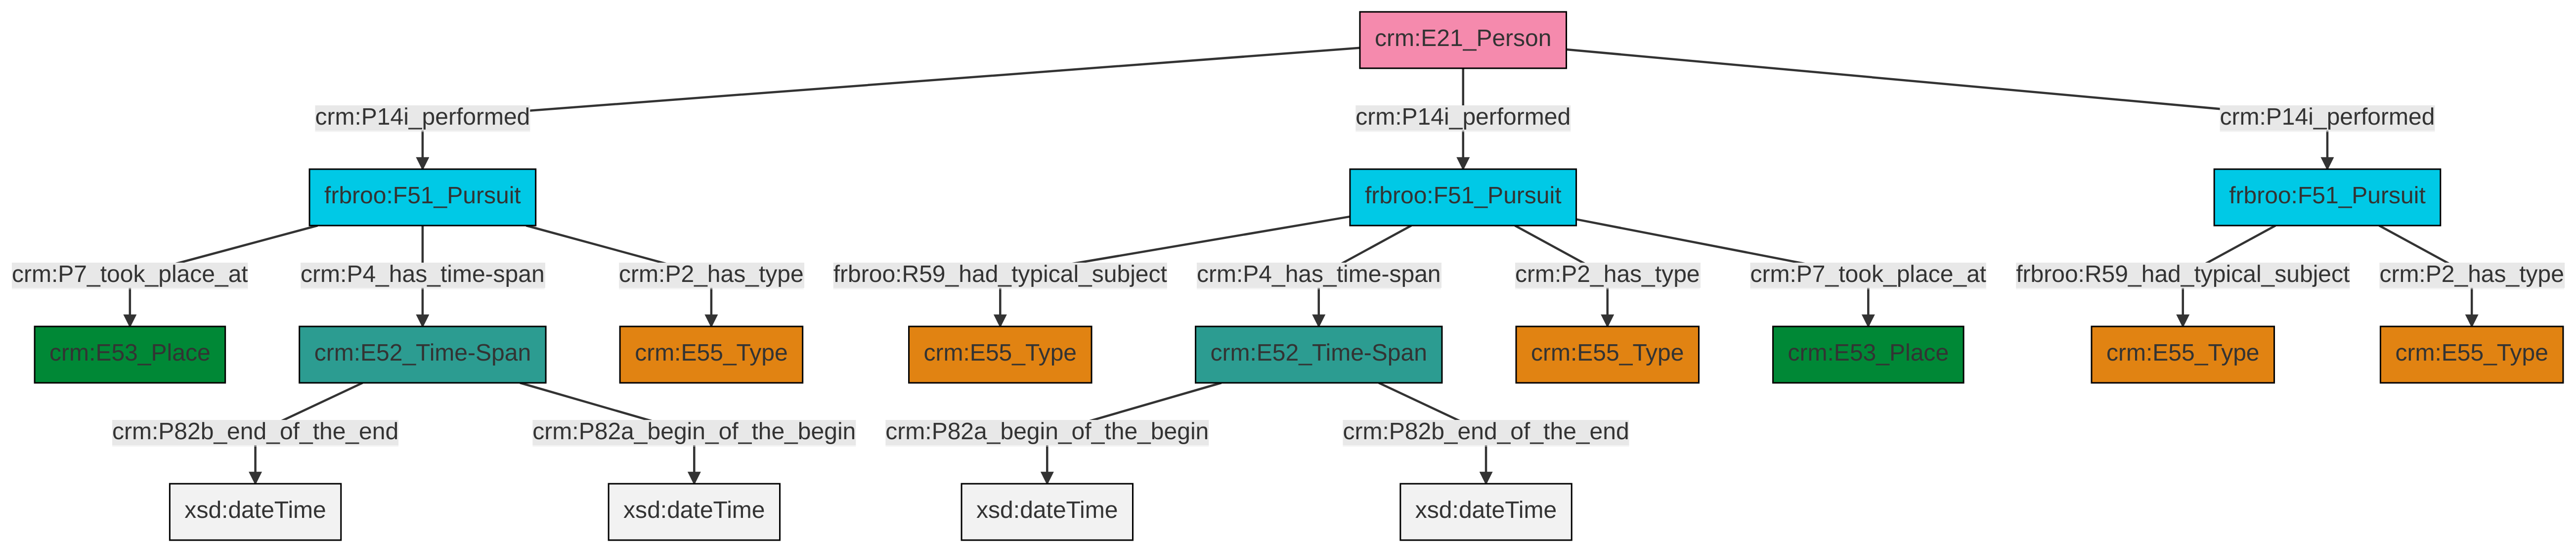 crm:E21_Person
crm:P14i_performed crm:P14i_performed crm:P14i_performed
frbroo:F51_Pursuit frbroo:F51_Pursuit frbroo:F51_Pursuit
crm:P7_took_place_at crm:P4_has_time-span crm:P2_has_type frbroo:R59_had_typical_subject crm:P4_has_time-span crm:P2_has_type crm:P7_took_place_at frbroo:R59_had_typical_subject crm:P2_has_type
crm:E53_Place crm:E52_Time-Span crm:E55_Type crm:E55_Type crm:E52_Time-Span crm:E55_Type crm:E53_Place crm:E55_Type crm:E55_Type
crm:P82b_end_of_the_end crm:P82a_begin_of_the_begin crm:P82a_begin_of_the_begin crm:P82b_end_of_the_end
xsd:dateTime xsd:dateTime xsd:dateTime xsd:dateTime